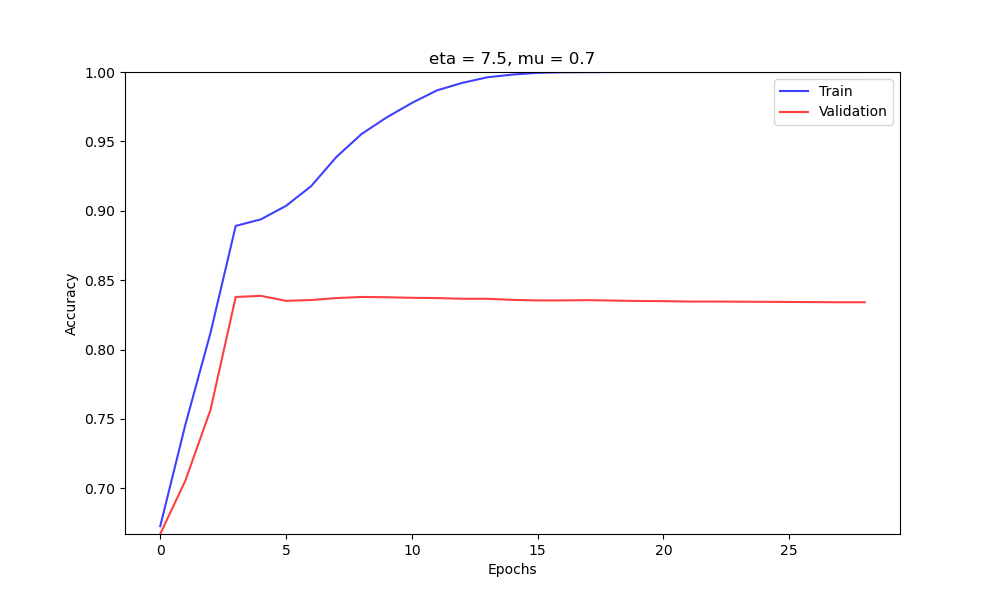 eta = 7.5, mu = 0.7
1.00
0.95
0.90
0.85
0.80
0.75
0.70
Accuracy
Train
Validation
0 5 10 15 20 25
Epochs